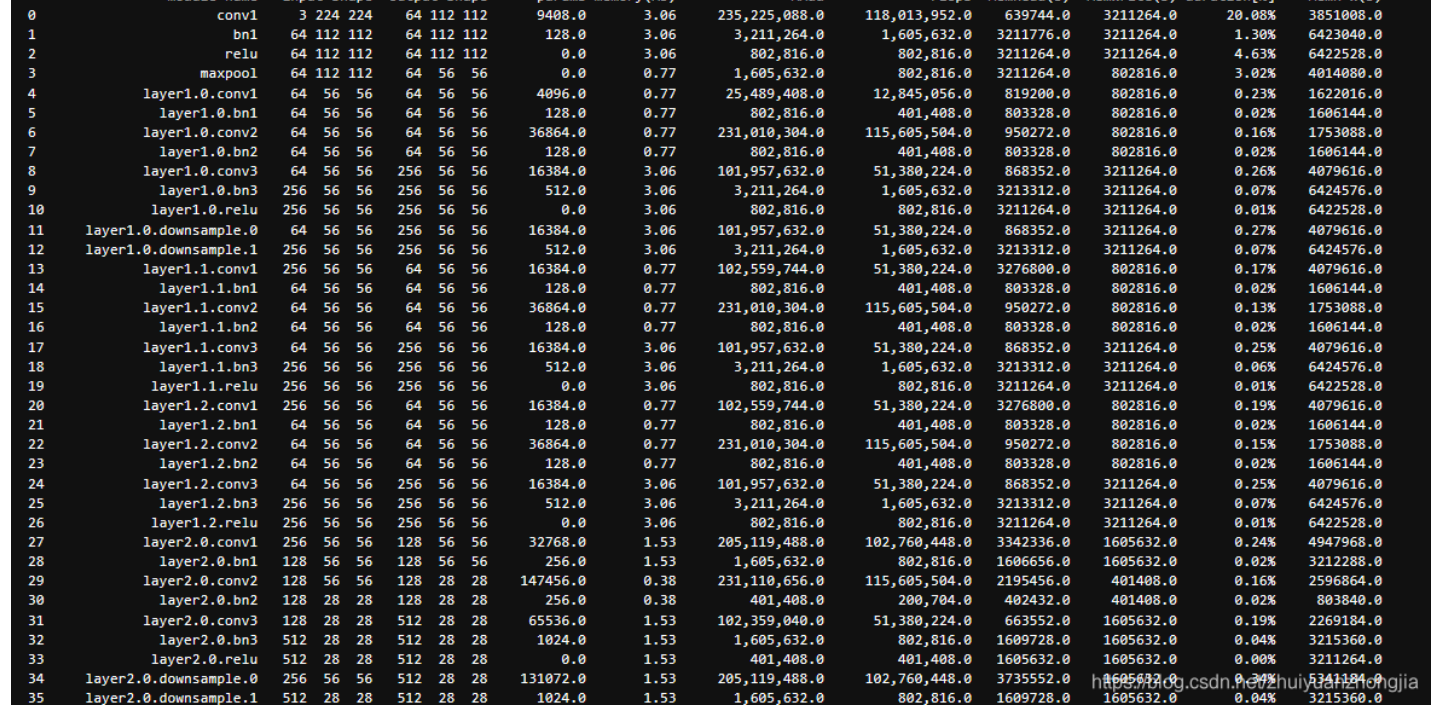 0 conv1 3 224 224 64 112 112 9408.0 3.06 235,225,088.0 118,013,952.0 639744.0 3211264.0 20.08% 3851008.0
1 bn1 64 112 112 64 112 112 128.0 3.06 3,211,264.0 1,605,632.0 3211776.0 3211264.0 1.30% 6423040.0
2 relu 64 112 112 64 112 112 0.0 3.06 802,816.0 802,816.0 3211264.0 3211264.0 4.63% 6422528.0
3 maxpool 64 112 112 64 56 56 0.0 0.77 1,605,632.0 802,816.0 3211264.0 802816.0 3.02% 4014080.0
4 layer1.0.conv1 64 56 56 64 56 56 4096.0 0.77 25,489,408.0 12,845,056.0 819200.0 802816.0 0.23% 1622016.0
5 layer1.0.bn1 64 56 56 64 56 56 128.0 0.77 802,816.0 401,408.0 803328.0 802816.0 0.02% 1606144.0
6 layer1.0.conv2 64 56 56 64 56 56 36864.0 0.77 231,010,304.0 115,605,504.0 950272.0 802816.0 0.16% 1753088.0
7 layer1.0.bn2 64 56 56 64 56 56 128.0 0.77 802,816.0 401,408.0 803328.0 802816.0 0.02% 1606144.0
8 layer1.0.conv3 64 56 56 256 56 56 16384.0 3.06 101,957,632.0 51,380,224.0 868352.0 3211264.0 0.26% 4079616.0
9 layer1.0.bn3 256 56 56 256 56 56 512.0 3.06 3,211,264.0 1,605,632.0 3213312.0 3211264.0 0.07% 6424576.0
10 layer1.0.relu 256 56 56 256 56 56 0.0 3.06 802,816.0 802,816.0 3211264.0 3211264.0 0.01% 6422528.0
11 layer1.0.downsample.0 64 56 56 256 56 56 16384.0 3.06 101,957,632.0 51,380,224.0 868352.0 3211264.0 0.27% 4079616.0
12 layer1.0.downsample.1 256 56 56 256 56 56 512.0 3.06 3,211,264.0 1,605,632.0 3213312.0 3211264.0 0.07% 6424576.0
13 layer1.1.conv1 256 56 56 64 56 56 16384.0 0.77 102,559,744.0 51,380,224.0 3276800.0 802816.0 0.17% 4079616.0
14 layer1.1.bn1 64 56 56 64 56 56 128.0 0.77 802,816.0 401,408.0 803328.0 802816.0 0.02% 1606144.0
15 layer1.1.conv2 64 56 56 64 56 56 36864.0 0.77 231,010,304.0 115,605,504.0 950272.0 802816.0 0.13% 1753088.0
16 layer1.1.bn2 64 56 56 64 56 56 128.0 0.77 802,816.0 401,408.0 803328.0 802816.0 0.02% 1606144.0
17 layer1.1.conv3 64 56 56 256 56 56 16384.0 3.06 101,957,632.0 51,380,224.0 868352.0 3211264.0 0.25% 4079616.0
18 layer1.1.bn3 256 56 56 256 56 56 512.0 3.06 3,211,264.0 1,605,632.0 3213312.0 3211264.0 0.06% 6424576.0
19 layer1.1.relu 256 56 56 256 56 56 0.0 3.06 802,816.0 802,816.0 3211264.0 3211264.0 0.01% 6422528.0
20 layer1.2.conv1 256 56 56 64 56 56 16384.0 0.77 102,559,744.0 51,380,224.0 3276800.0 802816.0 0.19% 4079616.0
21 layer1.2.bn1 64 56 56 64 56 56 128.0 0.77 802,816.0 401,408.0 803328.0 802816.0 0.02% 1606144.0
22 layer1.2.conv2 64 56 56 64 56 56 36864.0 0.77 231,010,304.0 115,605,504.0 950272.0 802816.0 0.15% 1753088.0
23 layer1.2.bn2 64 56 56 64 56 56 128.0 0.77 802,816.0 401,408.0 803328.0 802816.0 0.02% 1606144.0
24 layer1.2.conv3 64 56 56 256 56 56 16384.0 3.06 101,957,632.0 51,380,224.0 868352.0 3211264.0 0.25% 4079616.0
25 layer1.2.bn3 256 56 56 256 56 56 512.0 3.06 3,211,264.0 1,605,632.0 3213312.0 3211264.0 0.07% 6424576.0
26 layer1.2.relu 256 56 56 256 56 56 0.0 3.06 802,816.0 802,816.0 3211264.0 3211264.0 0.01% 6422528.0
27 layer2.0.conv1 256 56 56 128 56 56 32768.0 1.53 205,119,488.0 102,760,448.0 3342336.0 1605632.0 0.24% 4947968.0
28 layer2.0.bn1 128 56 56 128 56 56 256.0 1.53 1,605,632.0 802,816.0 1606656.0 1605632.0 0.02% 3212288.0
29 layer2.0.conv2 128 56 56 128 28 28 147456.0 0.38 231,110,656.0 115,605,504.0 2195456.0 401408.0 0.16% 2596864.0
30 layer2.0.bn2 128 28 28 128 28 28 256.0 0.38 401,408.0 200,704.0 402432.0 401408.0 0.02% 803840.0
31 layer2.0.conv3 128 28 28 512 28 28 65536.0 1.53 102,359,040.0 51,380,224.0 663552.0 1605632.0 0.19% 2269184.0
32 layer2.0.bn3 512 28 28 512 28 28 1024.0 1.53 1,605,632.0 802,816.0 1609728.0 1605632.0 0.04% 3215360.0
33 layer2.0.relu 512 28 28 512 28 28 0.0 1.53 401,408.0 401,408.0 1605632.0 1605632.0 0.00% 3211264.0
34 layer2.0.downsample.0 256 56 56 512 28 28 131072.0 1.53 205,119,488.0 102,760,448.0 3735552.0 1605632.0 0.34% 5341184.0
https://blog.csdn.net/zhuiyuanzhongjia
35 layer2.0.downsample.1 512 28 28 512 28 28 1024.0 1.53 1,605,632.0 802,816.0 1609728.0 1605632.0 0.04% 3215360.0